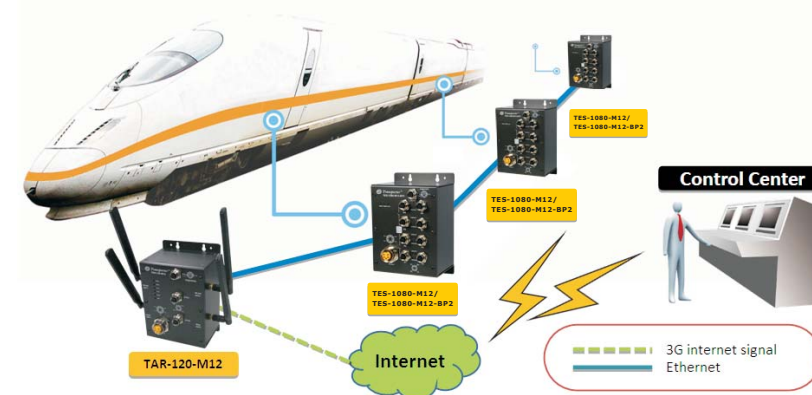 TES-1080-M12/
TES-1080-M12-BP2
TES-1080-M12/
TES-1080-M12-BP2
Control Center
TES-1080-M12/
TES-1080-M12-BP2
TAR-120-M12
Internet
3G internet signal
Ethernet